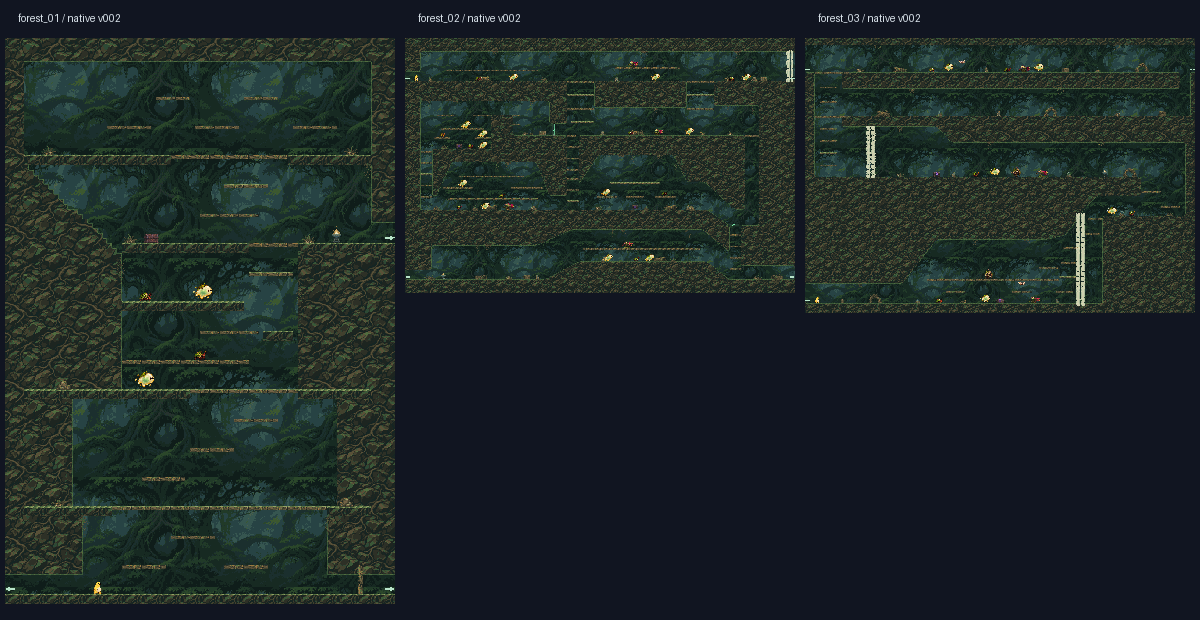 forest_01 / native v002
forest_02 / native v002
forest_03 / native v002